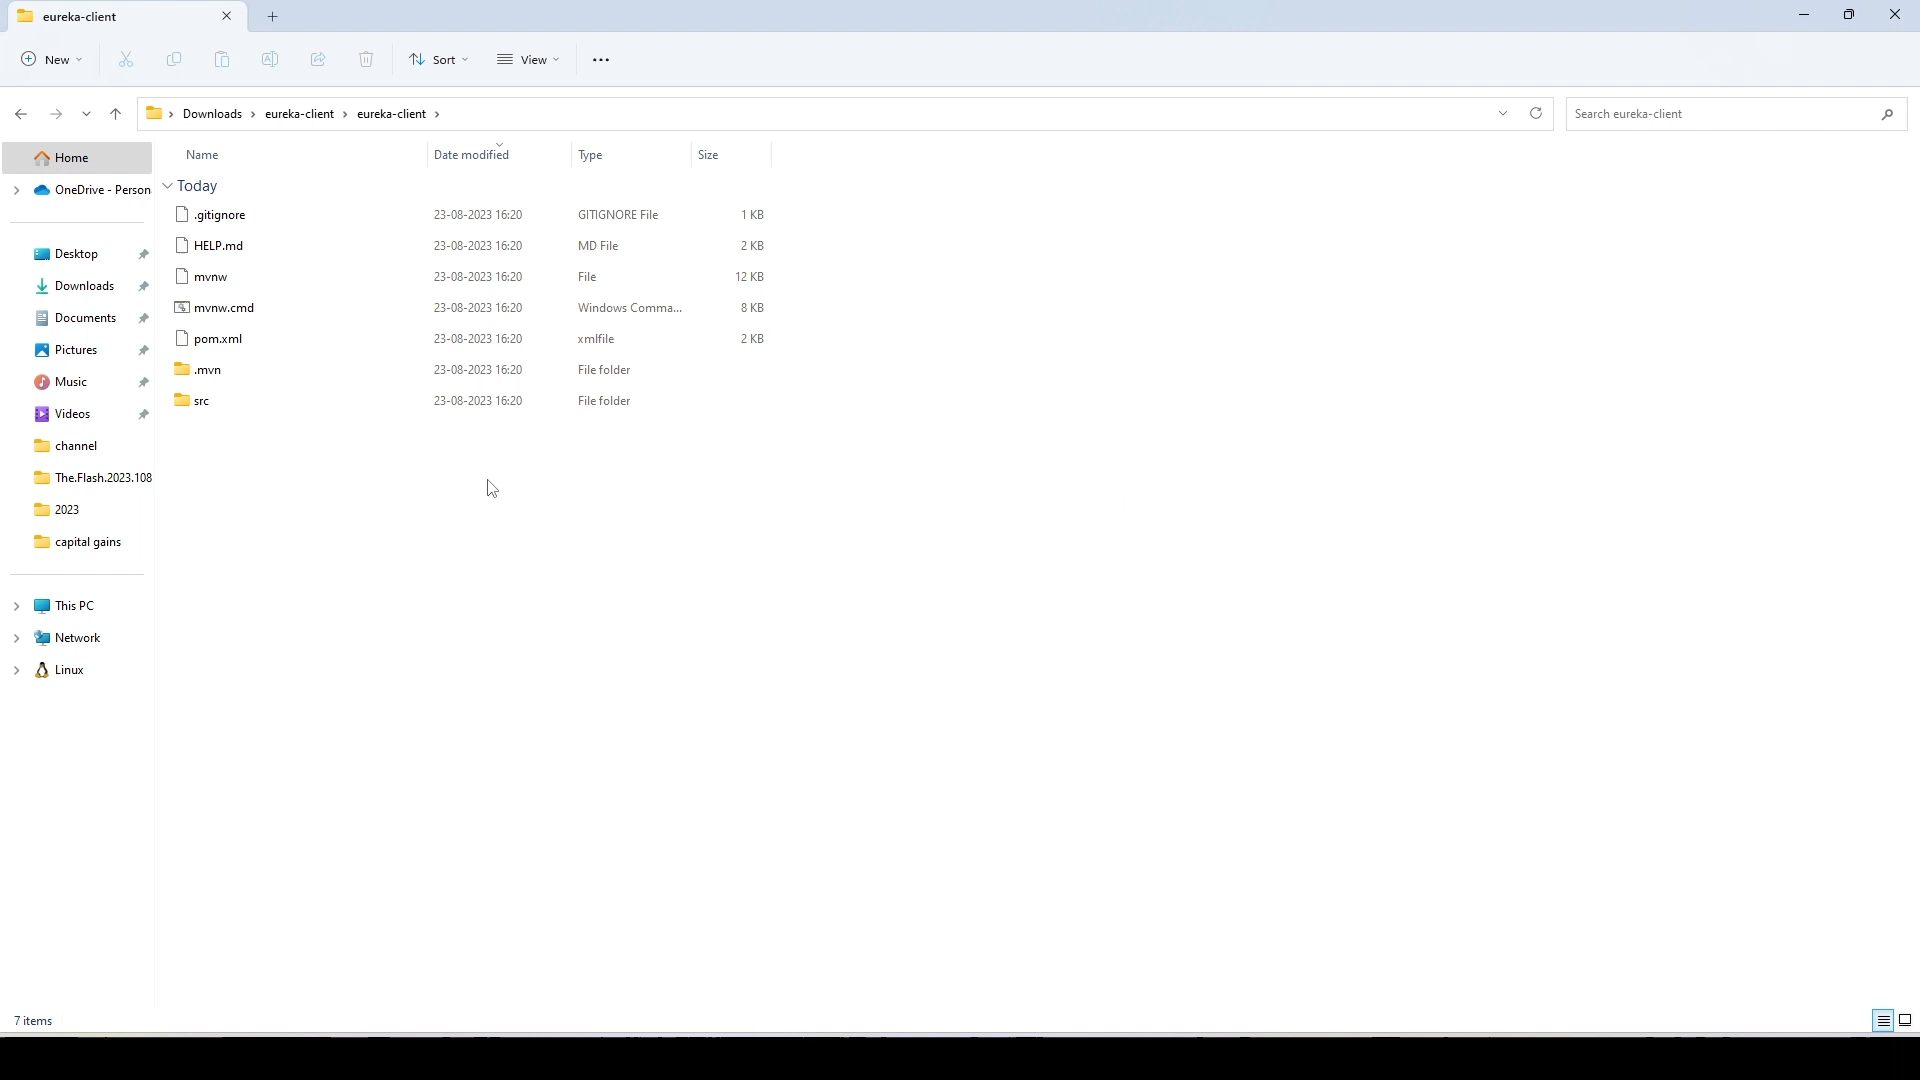 eureka-client
New
Sort
View
Downloads > eureka-client > eureka-client >
Search eureka-client
Home
OneDrive - Person
Desktop
Downloads
Documents
Pictures
Music
Videos
channel
The.Flash.2023.108
2023
capital gains
This PC
Network
Linux
Name Date modified Type Size
Today
.gitignore 23-08-2023 16:20 GITIGNORE File 1 KB
HELP.md 23-08-2023 16:20 MD File 2 KB
mvnw 23-08-2023 16:20 File 12 KB
mvnw.cmd 23-08-2023 16:20 Windows Comma... 8 KB
pom.xml 23-08-2023 16:20 xmlfile 2 KB
.mvn 23-08-2023 16:20 File folder
src 23-08-2023 16:20 File folder
7 items